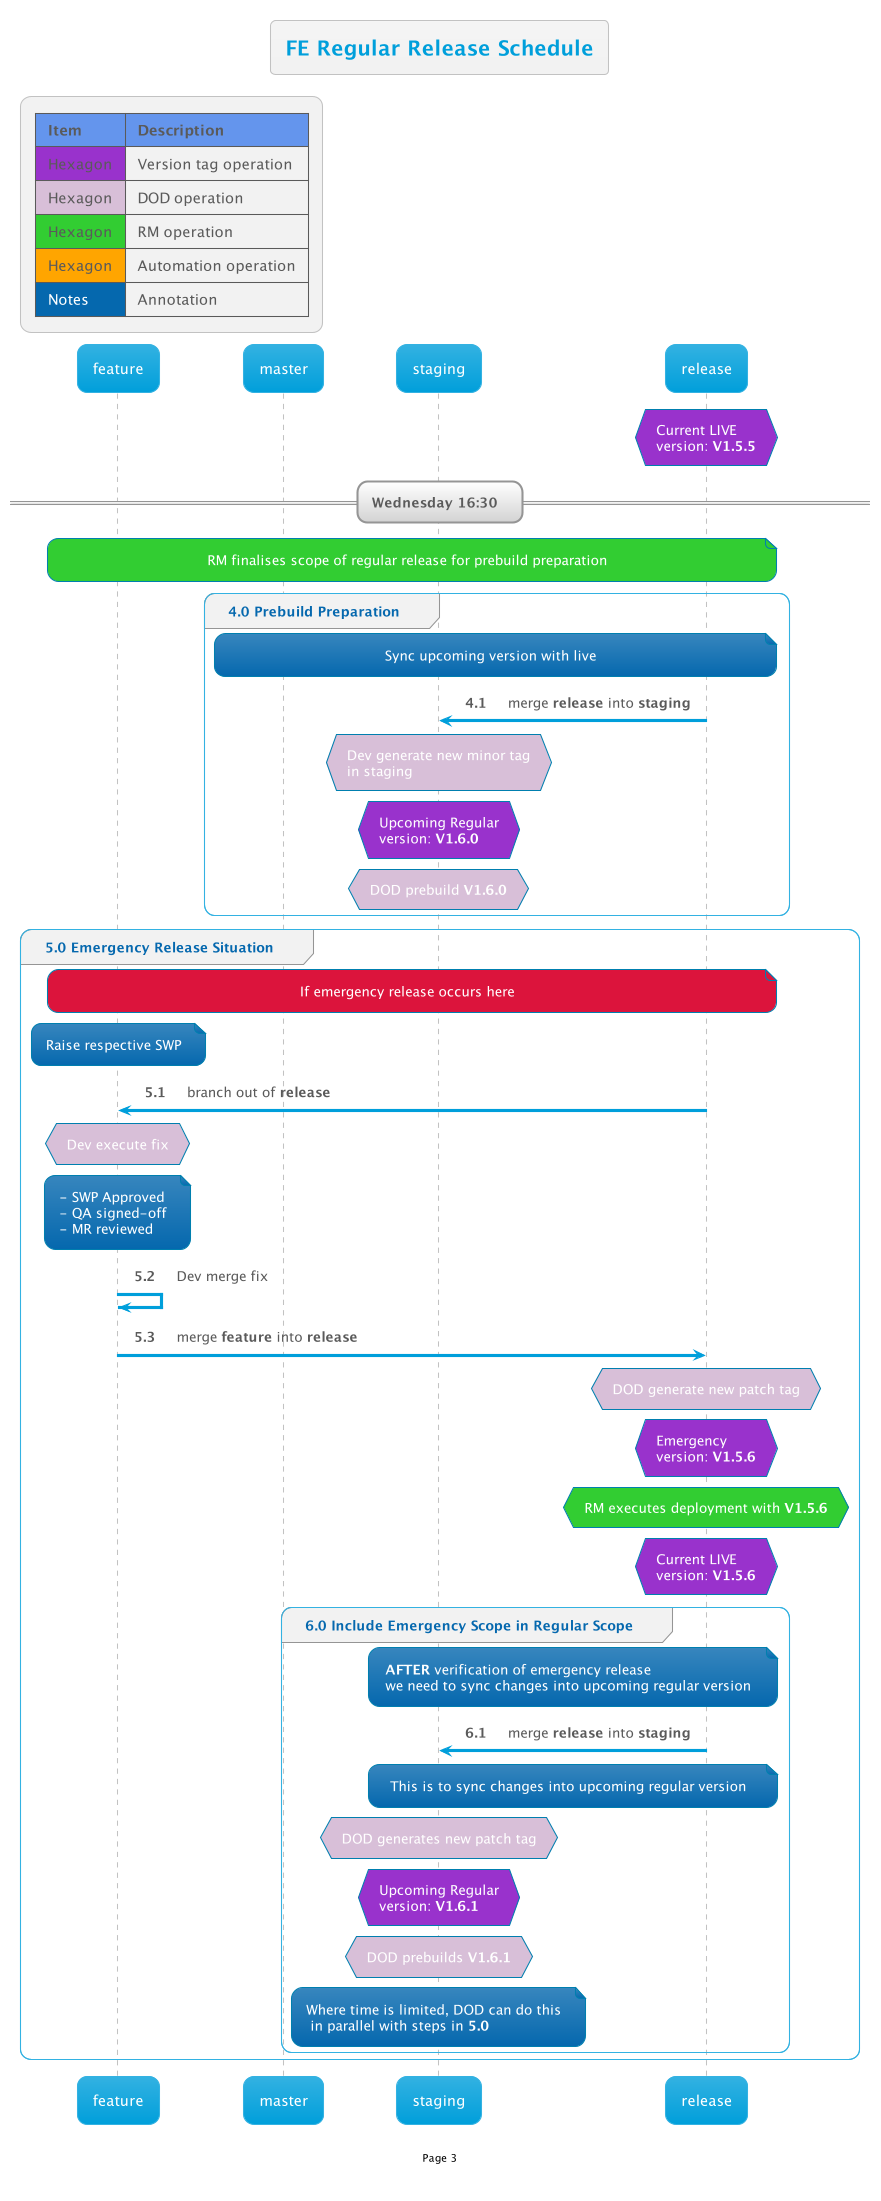 FE Regular Release Schedule
Item Description
Hexagon Version tag operation
Hexagon DOD operation
Hexagon RM operation
Hexagon Automation operation
Notes Annotation
feature master staging release
Current LIVE
version: V1.5.5
Wednesday 16:30
RM finalises scope of regular release for prebuild preparation
4.0 Prebuild Preparation
Sync upcoming version with live
4.1 merge release into staging
Dev generate new minor tag
in staging
Upcoming Regular
version: V1.6.0
DOD prebuild V1.6.0
5.0 Emergency Release Situation
If emergency release occurs here
Raise respective SWP
5.1 branch out of release
Dev execute fix
- SWP Approved
- QA signed-off
- MR reviewed
5.2 Dev merge fix
5.3 merge feature into release
DOD generate new patch tag
Emergency
version: V1.5.6
RM executes deployment with V1.5.6
Current LIVE
version: V1.5.6
6.0 Include Emergency Scope in Regular Scope
AFTER verification of emergency release
we need to sync changes into upcoming regular version
6.1 merge release into staging
This is to sync changes into upcoming regular version
DOD generates new patch tag
Upcoming Regular
version: V1.6.1
DOD prebuilds V1.6.1
Where time is limited, DOD can do this
in parallel with steps in 5.0
feature master staging release
Page 3